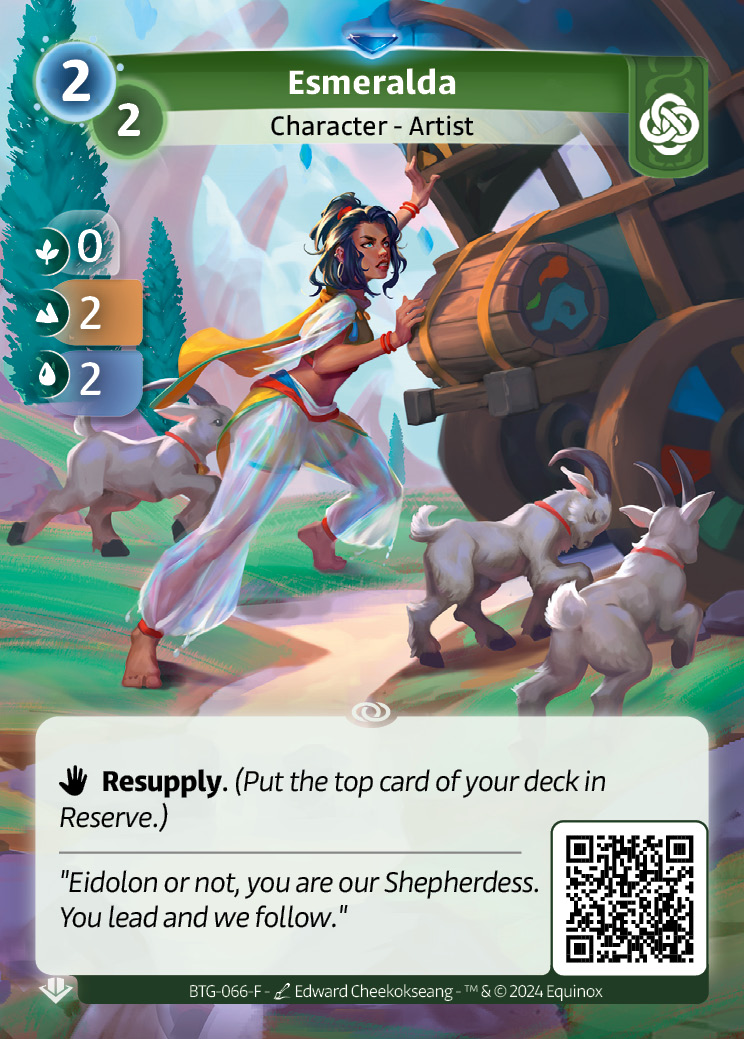 2
Esmeralda
2
Character - Artist
0
2
2
Resupply. (Put the top card of your deck in
Reserve.)
"Eidolon or not, you are our Shepherdess.
You lead and we follow."
BTG-066-F - Edward Cheekokseang - ™ & © 2024 Equinox